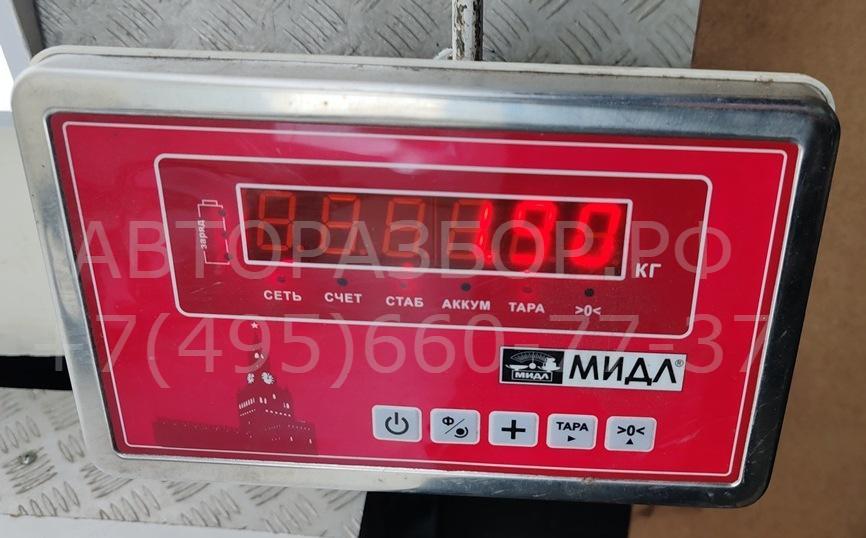 заряд
100
кг
СЕТЬ СЧЕТ СТАБ АККУМ ТАРА >0<
АВТОРАЗБОР.РФ
+7(495)660-77-37
МИДЛ МИДЛ®
Ф + ТАРА >0<